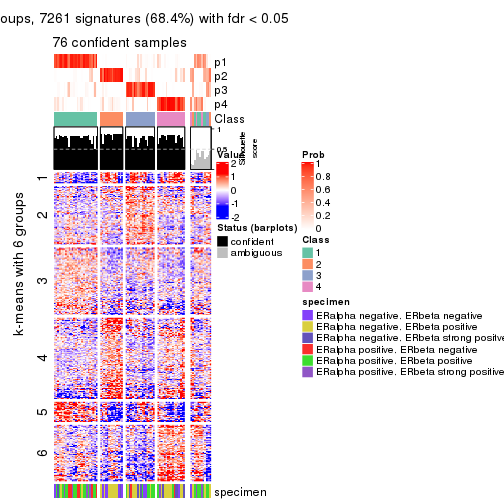 oups, 7261 signatures (68.4%) with fdr < 0.05
76 confident samples
p1
p2
p3
p4
Class
1
0.5
0
Silhouette
score
k-means with 6 groups
1
2
3
4
5
6
specimen
Value
2
1
0
-1
-2
Status (barplots)
confident
ambiguous
Prob
1
0.8
0.6
0.4
0.2
0
Class
1
2
3
4
specimen
ERalpha negative. ERbeta negative
ERalpha negative. ERbeta positive
ERalpha negative. ERbeta strong positive
ERalpha positive. ERbeta negative
ERalpha positive. ERbeta positive
ERalpha positive. ERbeta strong positive